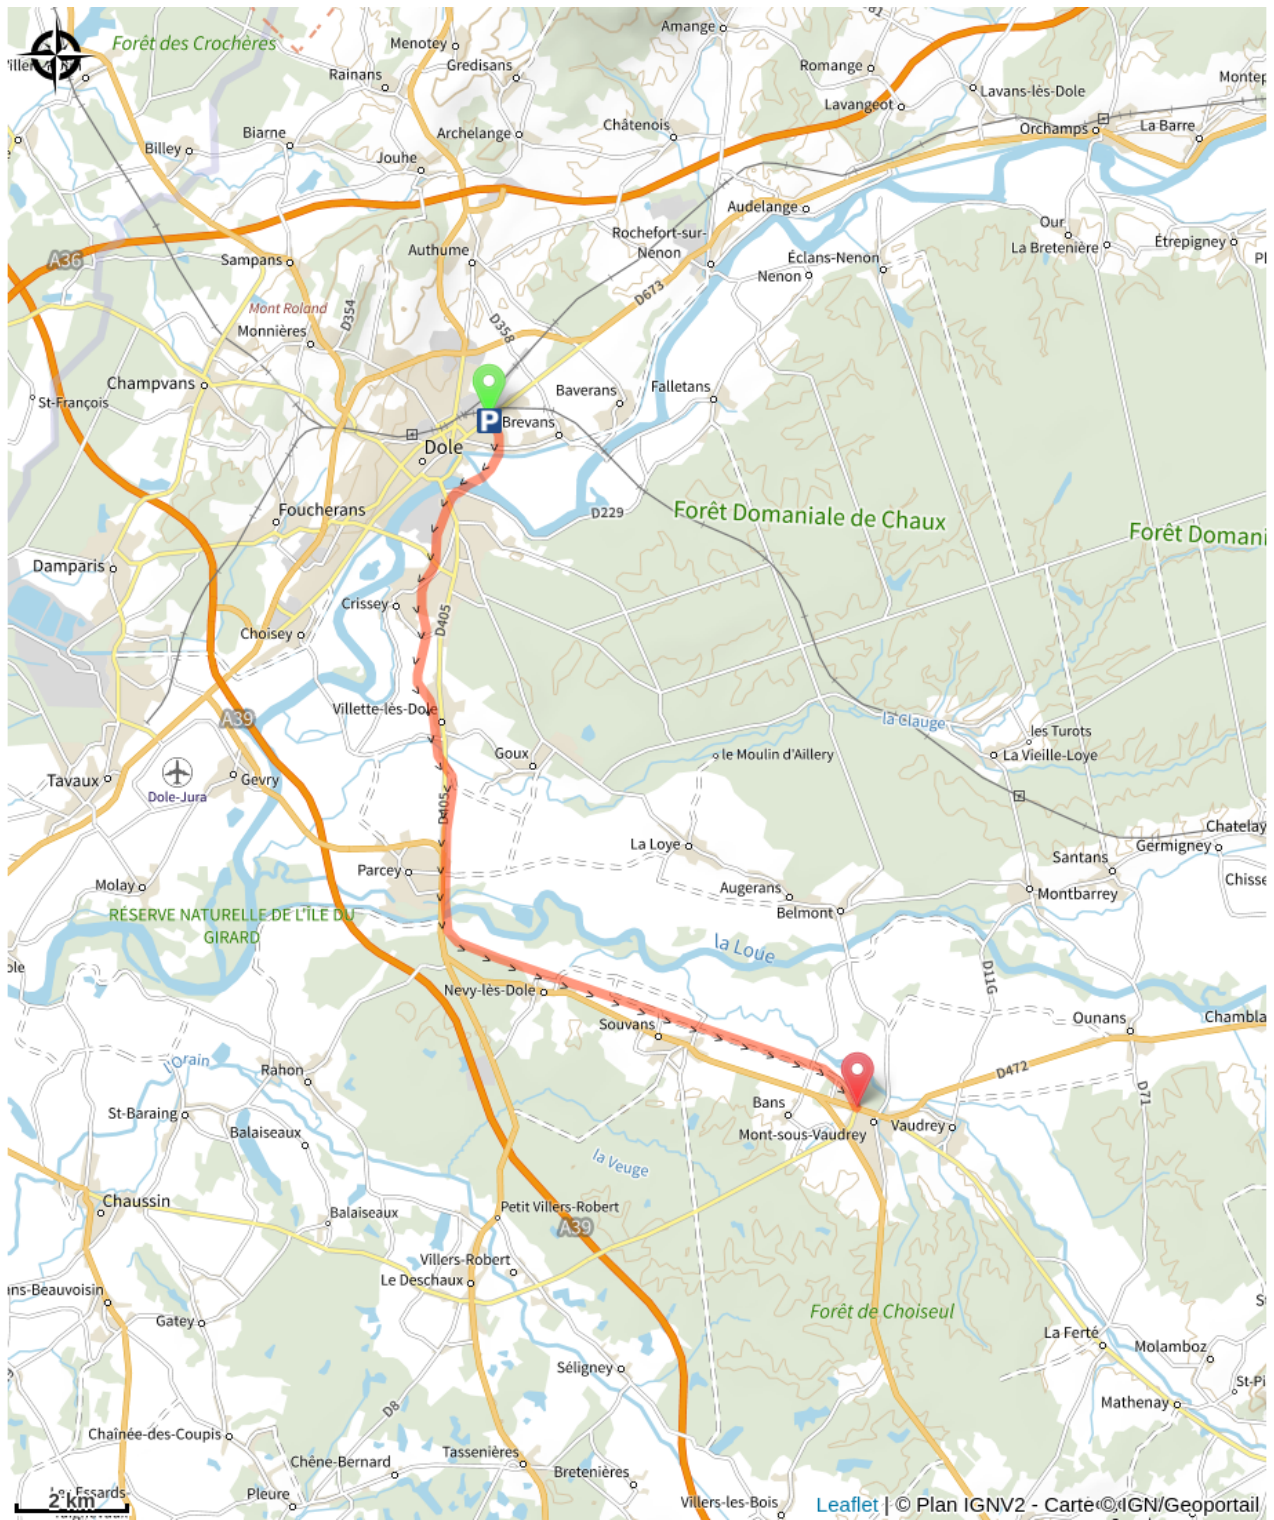 Forêt des Crochères
Menotey
Amange
Gredisans
Rainans
Romange
Lavans-lès-Dole
Lavangeot
Châtenois
Orchamps
La Barre
Biarne
Archelange
Billey
Jouhe
Audelange
Our
Rochefort-sur-
Nenon
La Bretenière
Étrepigney
Authume
Éclans-Nenon
A36
Sampans
Nenon
D673
Mont Roland
D354
D358
Monnières
Champvans
Baverans
Falletans
St-François
P
Brevans
Dole
Foucherans
D229
Forêt Domaniale de Chaux
Forêt Domani
Damparis
Crissey
D405
Choisey
Villette-lès-Dole
A39
la Clauge
les Turots
Goux
le Moulin d'Aillery
La Vieille-Loye
Tavaux
Gevry
Dole-Jura
D405
Chatelay
La Loye
Germigney
Santans
Parcey
Molay
Augerans
Montbarrey
Chisse
Belmont
RÉSERVE NATURELLE DE L'ÎLE DU
GIRARD
la Loue
D11G
Nevy-lès-Dole
Souvans
Ounans
Chambla
l'Orain
Rahon
D472
D71
St-Baraing
Bans
Balaiseaux
Mont-sous-Vaudrey
Vaudrey
la Veuge
Chaussin
Petit Villers-Robert
Balaiseaux
A39
Villers-Robert
Le Deschaux
ans-Beauvoisin
Gatey
Forêt de Choiseul
La Ferté
Molamboz
Séligney
St-Pi
Mathenay
D8
Chaînée-des-Coupis
Tassenières
Chêne-Bernard
Bretenières
Pleure
Villers-les-Bois
2 km
Leaflet | © Plan IGNV2 - Carte © IGN/Geoportail